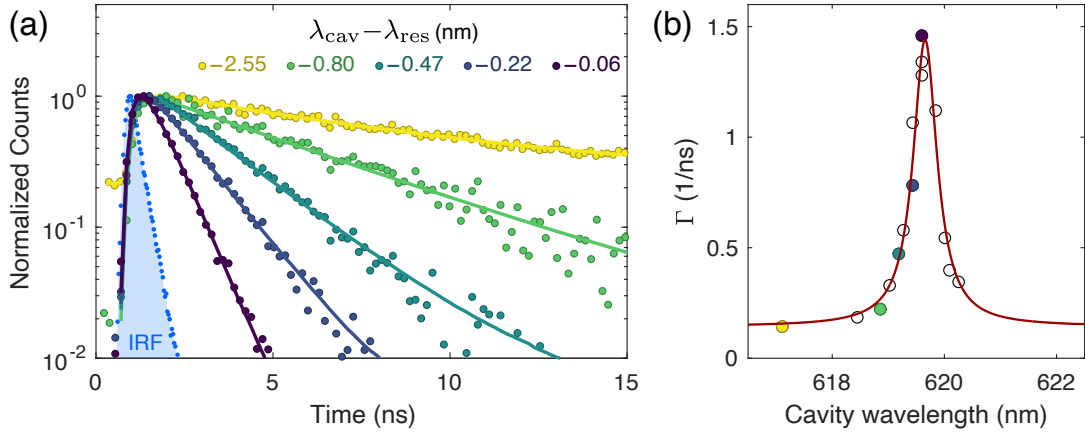 (a)
λcav−λres (nm)
−2.55 −0.80 −0.47 −0.22 −0.06
10^0
10^-1
10^-2
Normalized Counts
IRF
0 5 10 15
Time (ns)
(b)
1.5
1
0.5
0
Γ (1/ns)
618 620 622
Cavity wavelength (nm)